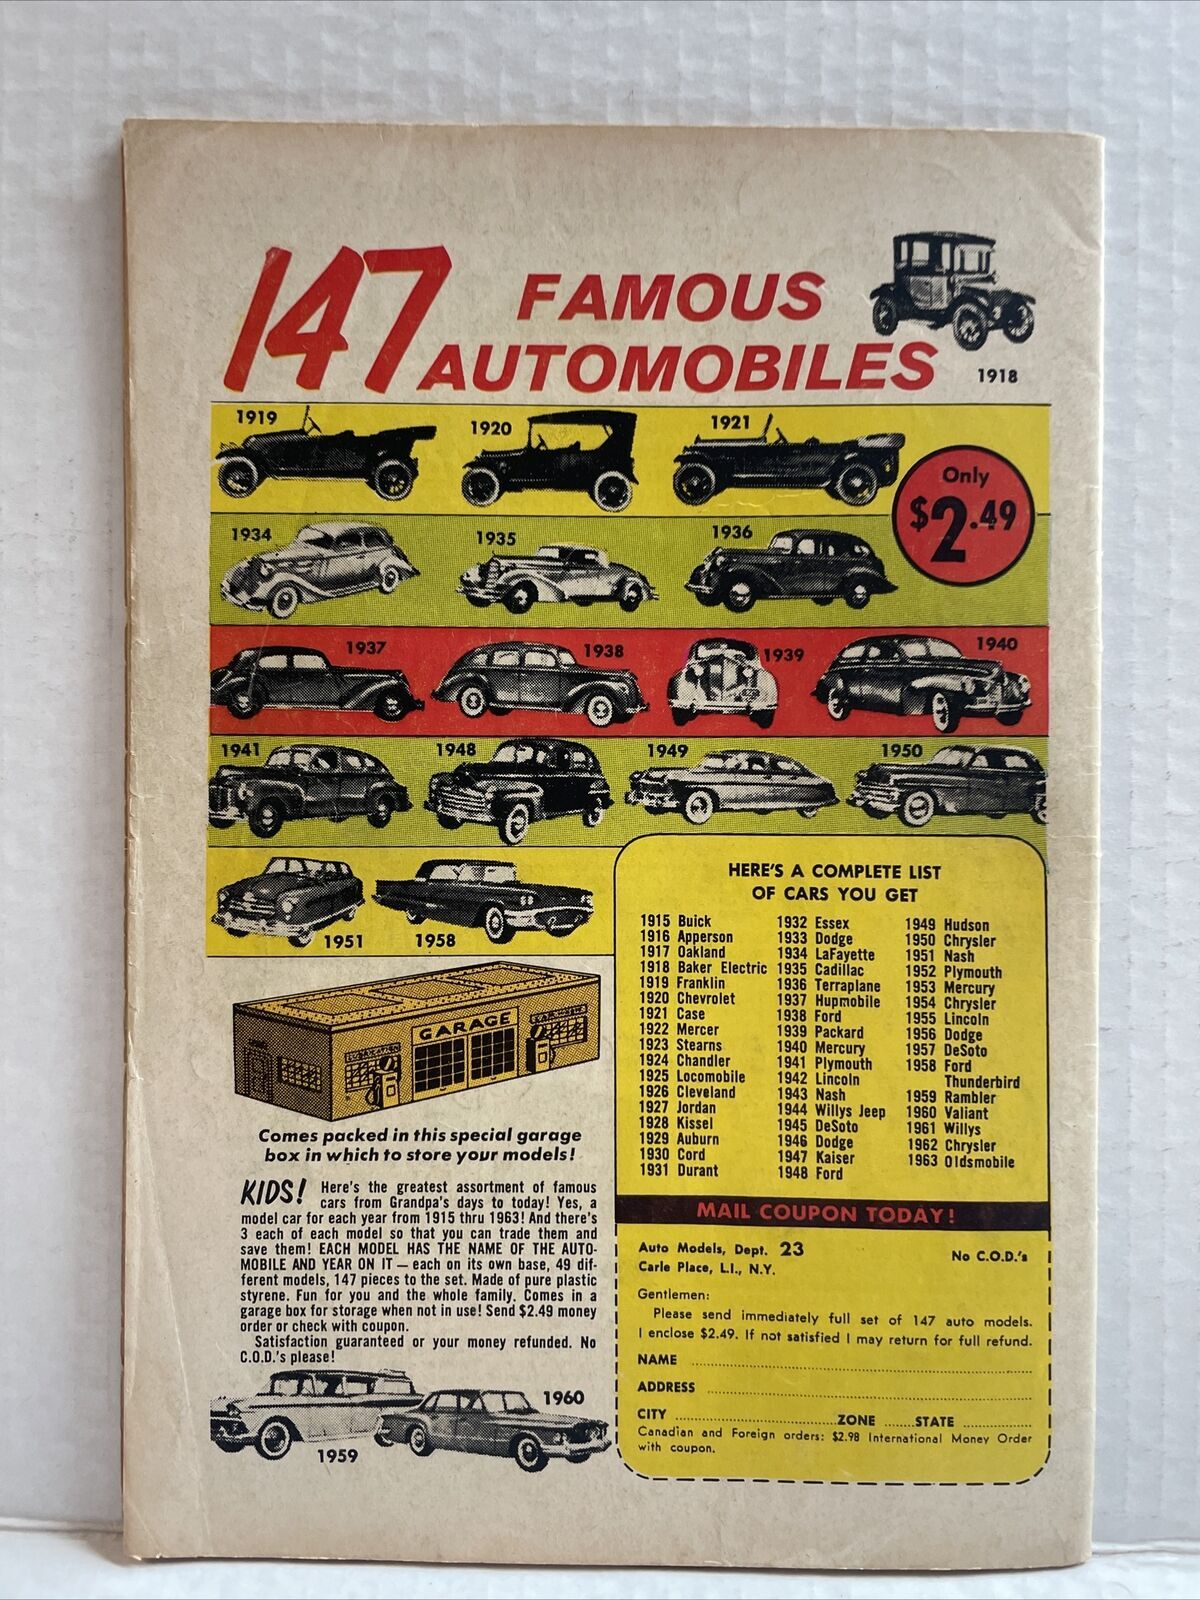 147 FAMOUS
AUTOMOBILES
1918
1919
1920
1921
Only
$2.49
1934
1935
1936
1937
1938
1939
1940
1941
1948
1949
1950
1951
1958
GARAGE
Comes packed in this special garage
box in which to store your models!
KIDS! Here's the greatest assortment of famous
cars from Grandpa's days to today! Yes, a
model car for each year from 1915 thru 1963! And there's
3 each of each model so that you can trade them and
save them! EACH MODEL HAS THE NAME OF THE AUTO-
MOBILE AND YEAR ON IT — each on its own base, 49 dif-
ferent models, 147 pieces to the set. Made of pure plastic
styrene. Fun for you and the whole family. Comes in a
garage box for storage when not in use! Send $2.49 money
order or check with coupon.
Satisfaction guaranteed or your money refunded. No
C.O.D.'s please!
1959
1960
HERE'S A COMPLETE LIST
OF CARS YOU GET
1915 Buick
1916 Apperson
1917 Oakland
1918 Baker Electric
1919 Franklin
1920 Chevrolet
1921 Case
1922 Mercer
1923 Stearns
1924 Chandler
1925 Locomobile
1926 Cleveland
1927 Jordan
1928 Kissel
1929 Auburn
1930 Cord
1931 Durant
1932 Essex
1933 Dodge
1934 LaFayette
1935 Cadillac
1936 Terraplane
1937 Hupmobile
1938 Ford
1939 Packard
1940 Mercury
1941 Plymouth
1942 Lincoln
1943 Nash
1944 Willys Jeep
1945 DeSoto
1946 Dodge
1947 Kaiser
1948 Ford
1949 Hudson
1950 Chrysler
1951 Nash
1952 Plymouth
1953 Mercury
1954 Chrysler
1955 Lincoln
1956 Dodge
1957 DeSoto
1958 Ford
Thunderbird
1959 Rambler
1960 Valiant
1961 Willys
1962 Chrysler
1963 Oldsmobile
MAIL COUPON TODAY!
Auto Models, Dept. 23 No C.O.D.'s
Carle Place, L.I., N.Y.
Gentlemen:
Please send immediately full set of 147 auto models.
I enclose $2.49. If not satisfied I may return for full refund.
NAME
ADDRESS
CITY ZONE STATE
Canadian and Foreign orders: $2.98 International Money Order
with coupon.